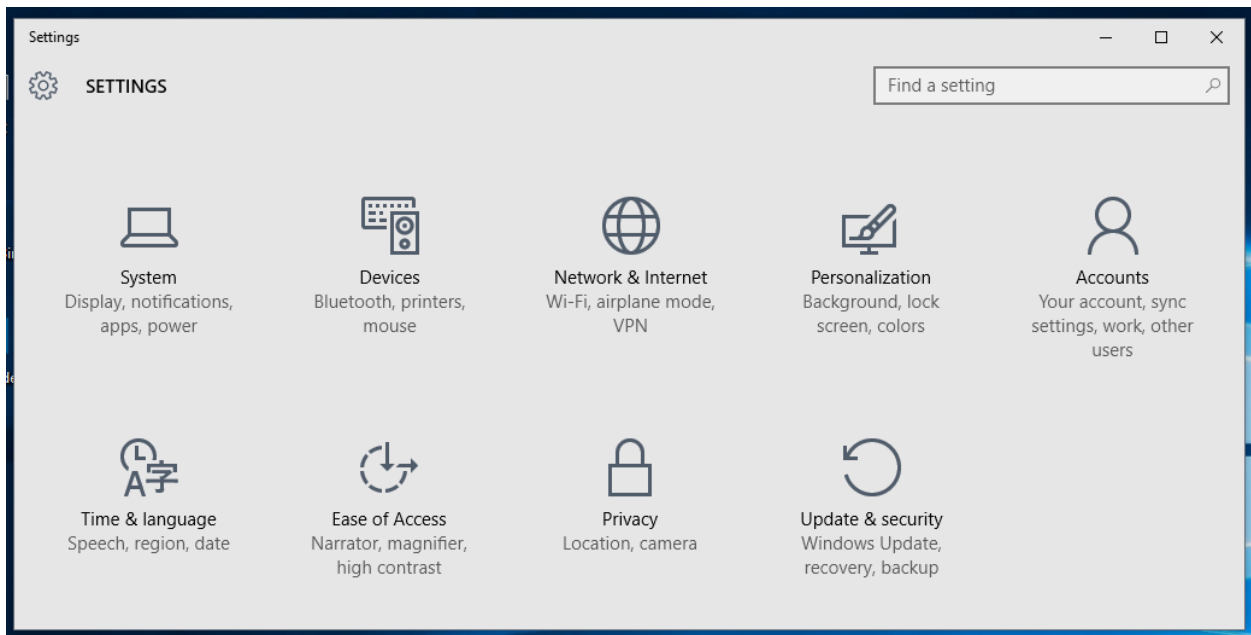 Settings
SETTINGS
Find a setting
System
Display, notifications,
apps, power
Devices
Bluetooth, printers,
mouse
Network & Internet
Wi-Fi, airplane mode,
VPN
Personalization
Background, lock
screen, colors
Accounts
Your account, sync
settings, work, other
users
Time & language
Speech, region, date
Ease of Access
Narrator, magnifier,
high contrast
Privacy
Location, camera
Update & security
Windows Update,
recovery, backup